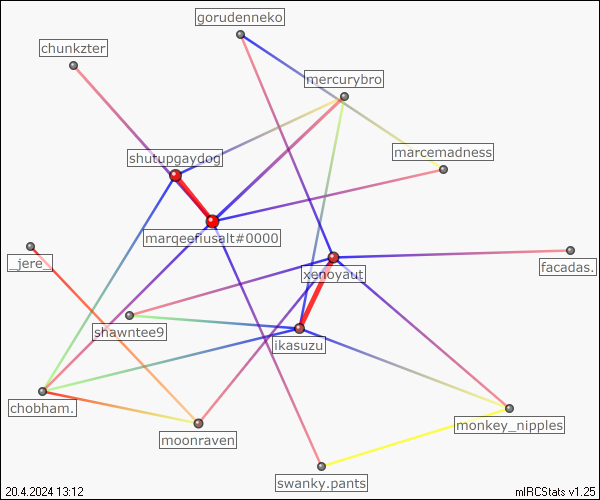 gorudenneko
chunkzter
mercurybro
shutupgaydog
marcemadness
marqeefiusalt#0000
_jere_
xenoyaut
facadas.
shawntee9
ikasuzu
chobham.
monkey_nipples
moonraven
swanky.pants
20.4.2024 13:12
mIRCStats v1.25